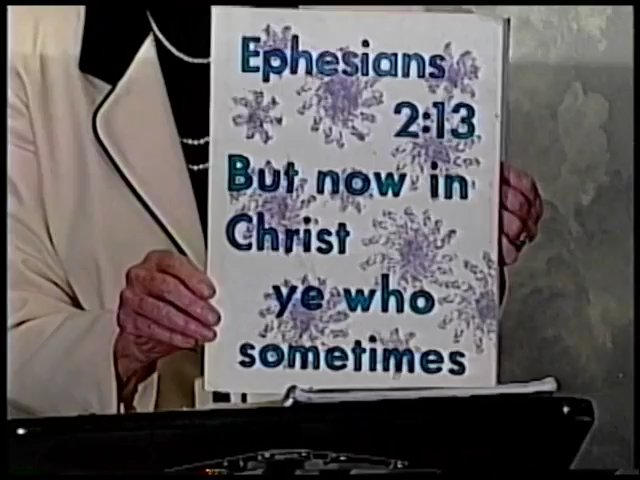 Ephesians
2:13
But now in
Christ
ye who
sometimes